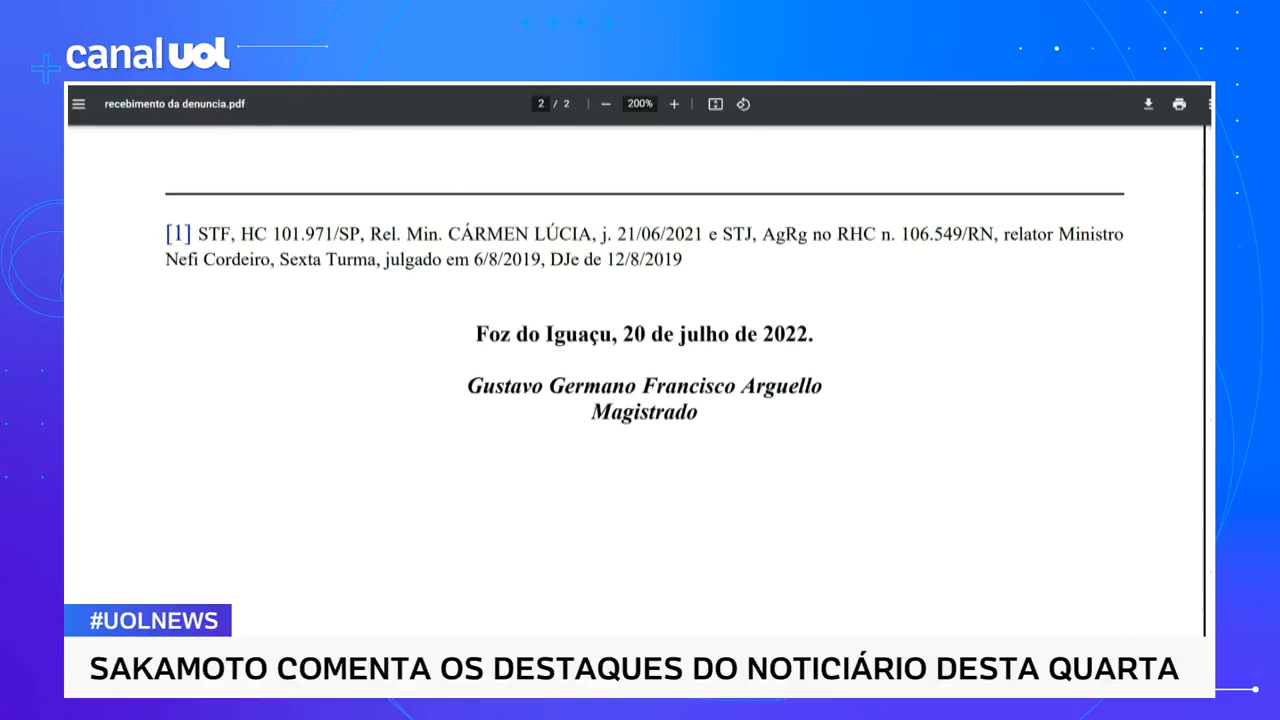 canal UOL
recebimento da denuncia.pdf
2 / 2
200%
[1] STF, HC 101.971/SP, Rel. Min. CÁRMEN LÚCIA, j. 21/06/2021 e STJ, AgRg no RHC n. 106.549/RN, relator Ministro
Nefi Cordeiro, Sexta Turma, julgado em 6/8/2019, DJe de 12/8/2019
Foz do Iguaçu, 20 de julho de 2022.
Gustavo Germano Francisco Arguello
Magistrado
#UOLNEWS
SAKAMOTO COMENTA OS DESTAQUES DO NOTICIÁRIO DESTA QUARTA